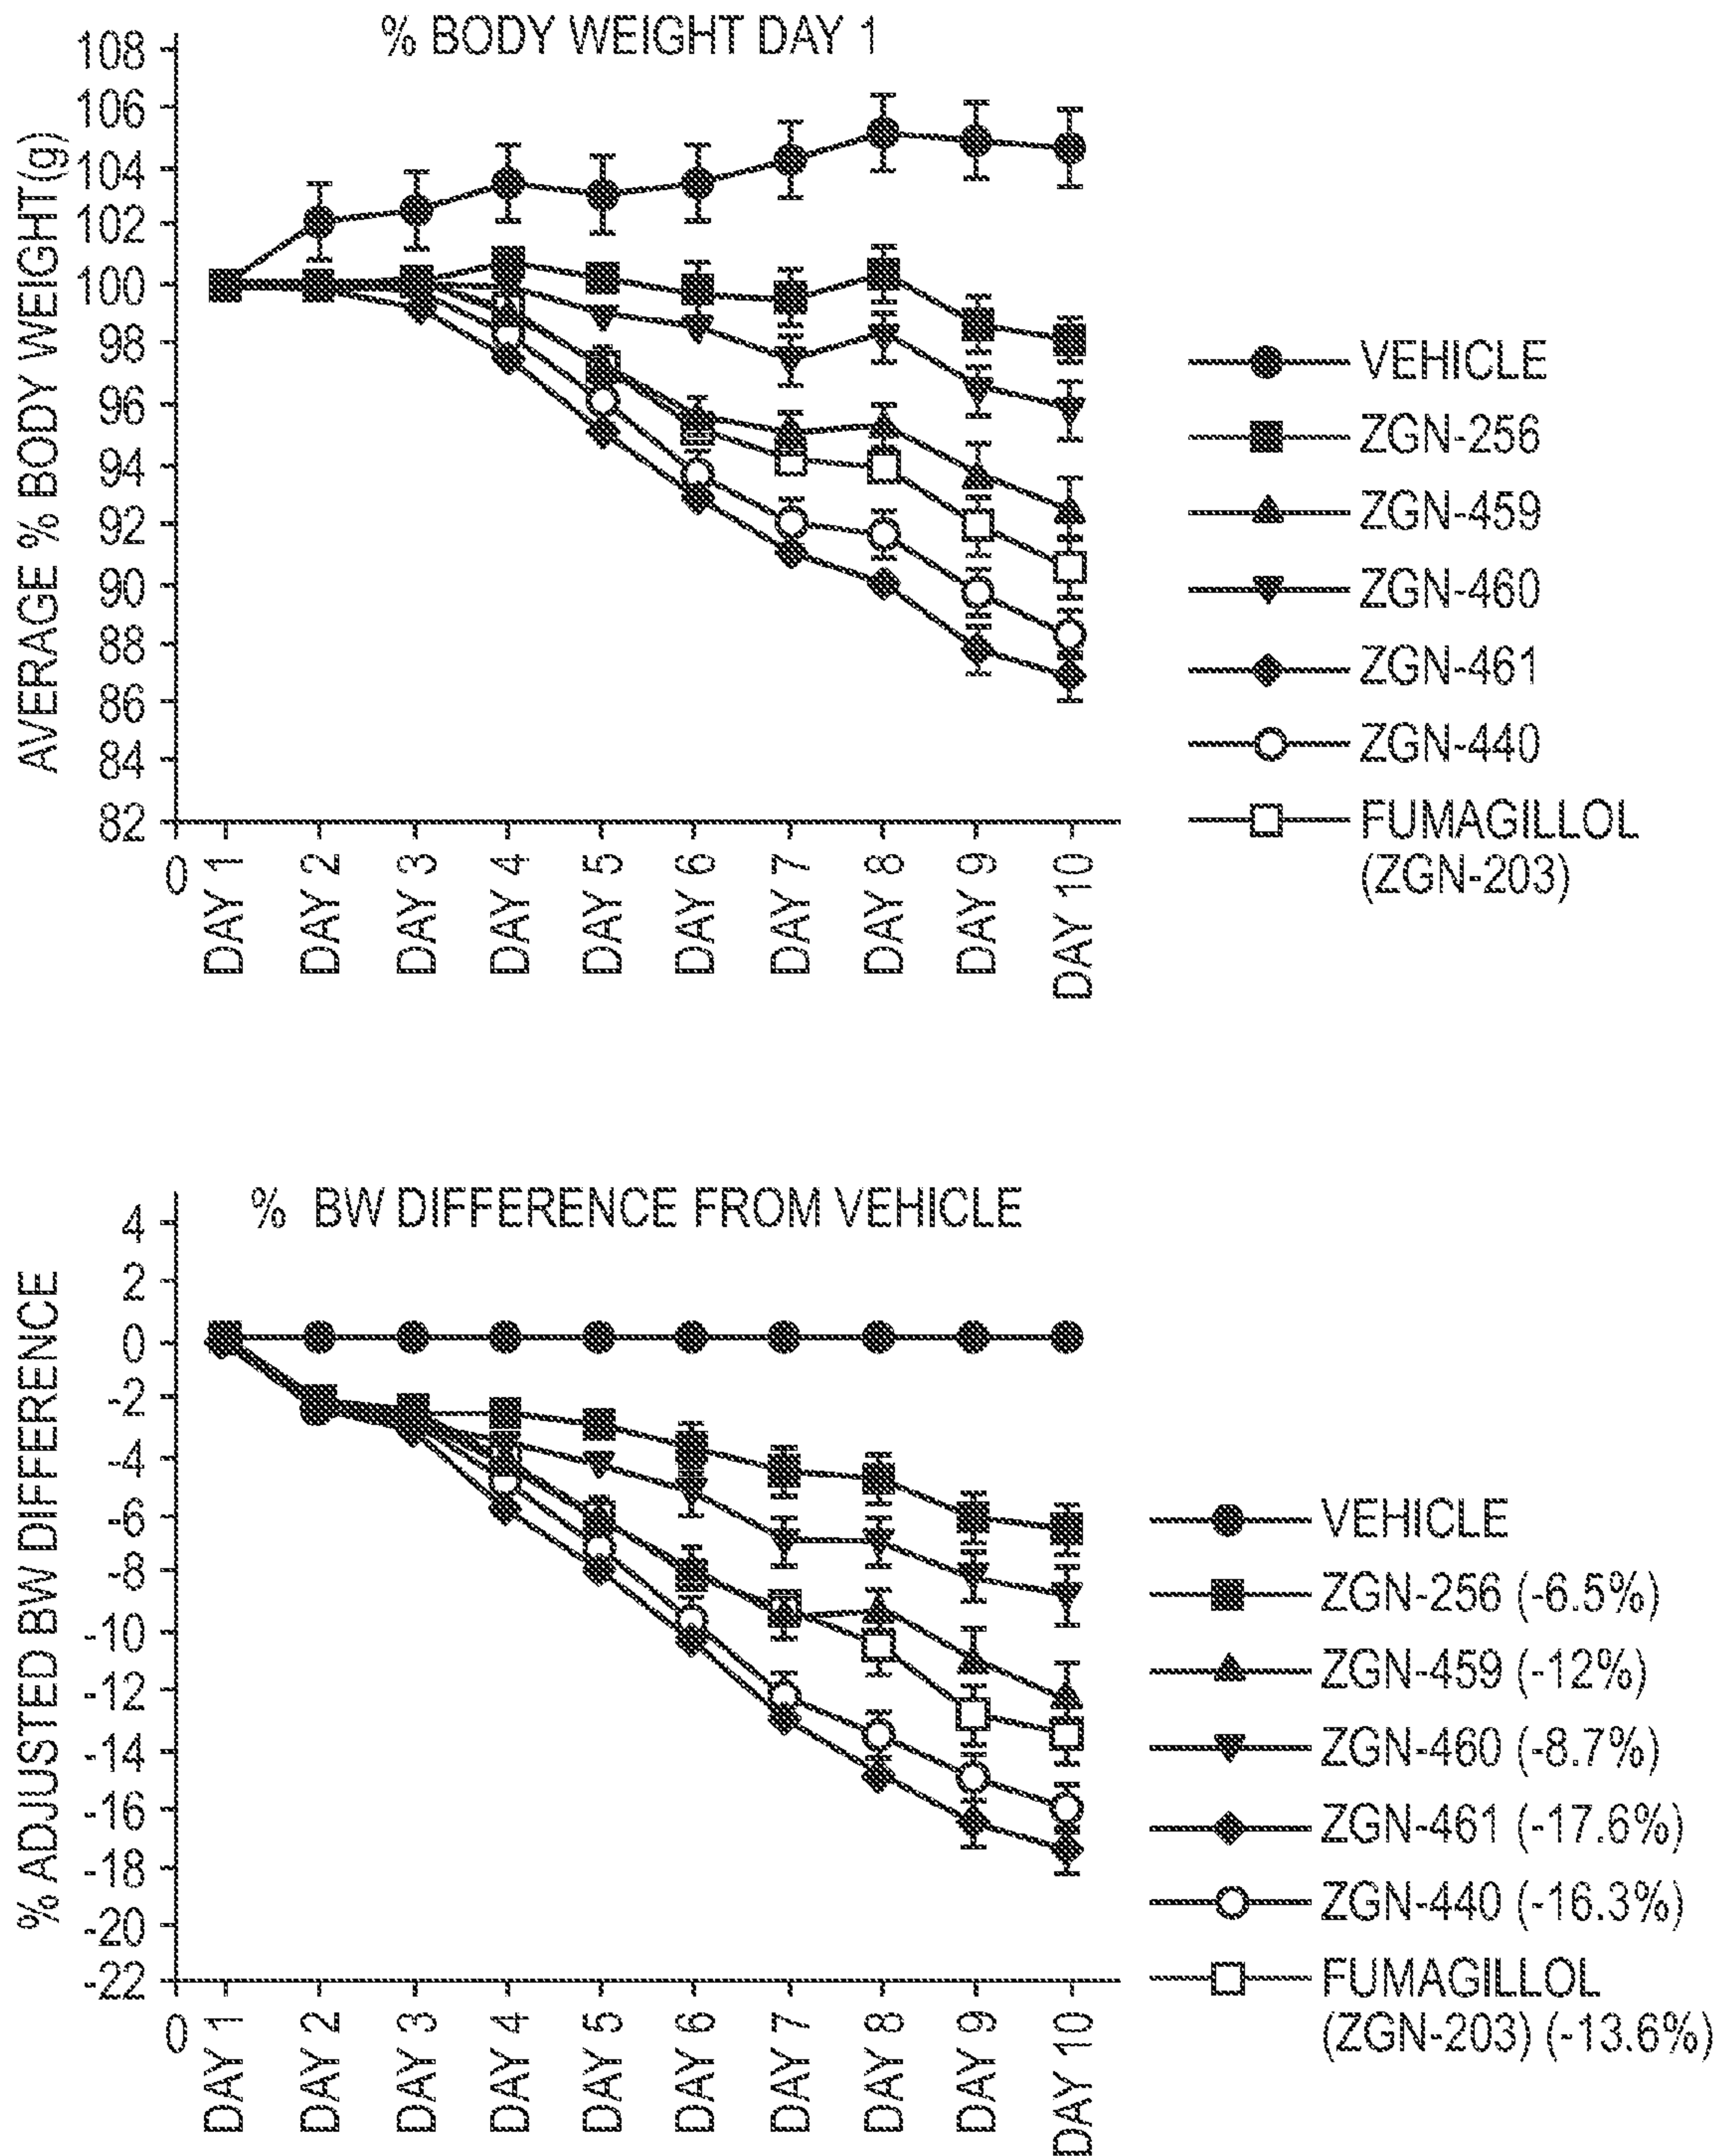 % BODY WEIGHT DAY 1
AVERAGE % BODY WEIGHT(g)
108
106
104
102
100
98
96
94
92
90
88
86
84
82
0
DAY 1
DAY 2
DAY 3
DAY 4
DAY 5
DAY 6
DAY 7
DAY 8
DAY 9
DAY 10
VEHICLE
ZGN-256
ZGN-459
ZGN-460
ZGN-461
ZGN-440
FUMAGILLOL
(ZGN-203)
% BW DIFFERENCE FROM VEHICLE
% ADJUSTED BW DIFFERENCE
4
2
0
-2
-4
-6
-8
-10
-12
-14
-16
-18
-20
-22
0
DAY 1
DAY 2
DAY 3
DAY 4
DAY 5
DAY 6
DAY 7
DAY 8
DAY 9
DAY 10
VEHICLE
ZGN-256 (-6.5%)
ZGN-459 (-12%)
ZGN-460 (-8.7%)
ZGN-461 (-17.6%)
ZGN-440 (-16.3%)
FUMAGILLOL
(ZGN-203) (-13.6%)